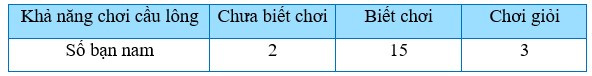 Khả năng chơi cầu lông Chưa biết chơi Biết chơi Chơi giỏi
Số bạn nam 2 15 3